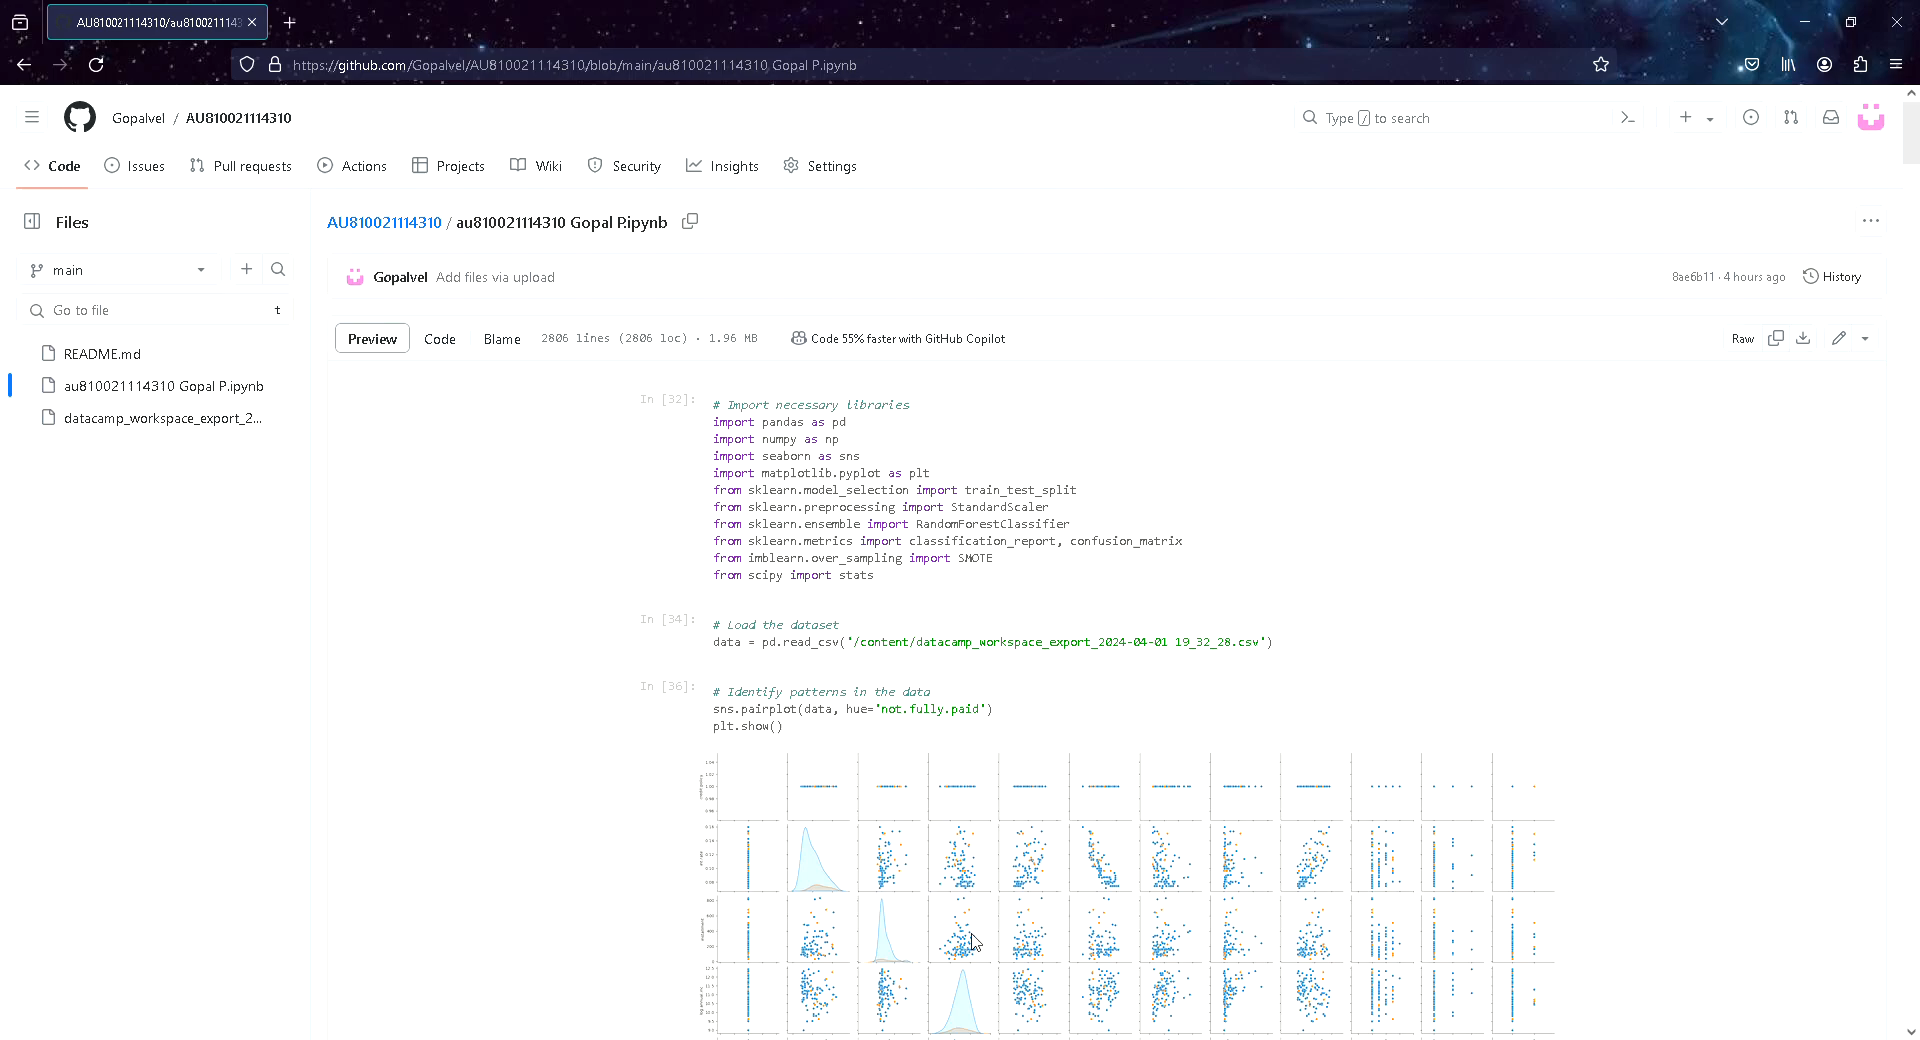 AU810021114310/au810021114310
https://github.com/Gopalvel/AU810021114310/blob/main/au810021114310 Gopal P.ipynb
Gopalvel / AU810021114310
Type / to search
Code Issues Pull requests Actions Projects Wiki Security Insights Settings
Files
AU810021114310 / au810021114310 Gopal P.ipynb
main
Gopalvel Add files via upload
8ae6b11 · 4 hours ago History
Go to file t
Preview Code Blame 2806 lines (2806 loc) · 1.96 MB Code 55% faster with GitHub Copilot Raw
README.md
au810021114310 Gopal P.ipynb
datacamp_workspace_export_2...
In [32]: # Import necessary libraries
import pandas as pd
import numpy as np
import seaborn as sns
import matplotlib.pyplot as plt
from sklearn.model_selection import train_test_split
from sklearn.preprocessing import StandardScaler
from sklearn.ensemble import RandomForestClassifier
from sklearn.metrics import classification_report, confusion_matrix
from imblearn.over_sampling import SMOTE
from scipy import stats
In [34]: # Load the dataset
data = pd.read_csv('/content/datacamp_workspace_export_2024-04-01 19_32_28.csv')
In [36]: # Identify patterns in the data
sns.pairplot(data, hue='not.fully.paid')
plt.show()